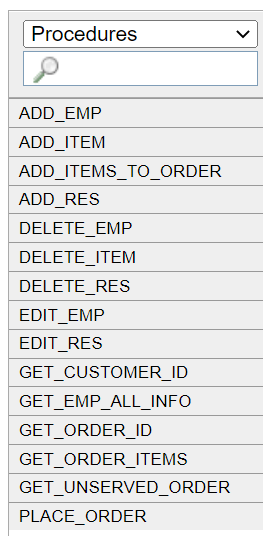 Procedures
ADD_EMP
ADD_ITEM
ADD_ITEMS_TO_ORDER
ADD_RES
DELETE_EMP
DELETE_ITEM
DELETE_RES
EDIT_EMP
EDIT_RES
GET_CUSTOMER_ID
GET_EMP_ALL_INFO
GET_ORDER_ID
GET_ORDER_ITEMS
GET_UNSERVED_ORDER
PLACE_ORDER